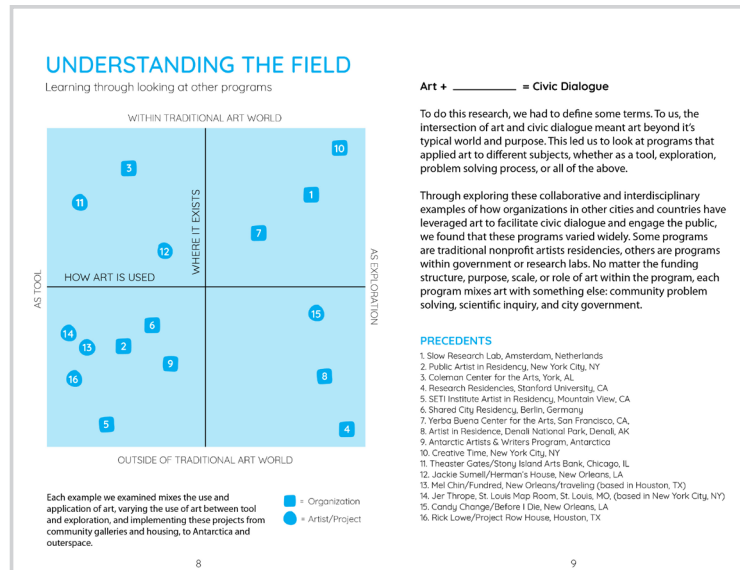 UNDERSTANDING THE FIELD
Learning through looking at other programs
WITHIN TRADITIONAL ART WORLD
10
3
1
11
7
12
WHERE IT EXISTS
HOW ART IS USED
AS TOOL
AS EXPLORATION
15
6
14
13
2
9
16
8
5
4
OUTSIDE OF TRADITIONAL ART WORLD
Each example we examined mixes the use and
application of art, varying the use of art between tool
and exploration, and implementing these projects from
community galleries and housing, to Antarctica and
outerspace.
= Organization
= Artist/Project
8
Art + __________ = Civic Dialogue
To do this research, we had to define some terms. To us, the
intersection of art and civic dialogue meant art beyond it's
typical world and purpose. This led us to look at programs that
applied art to different subjects, whether as a tool, exploration,
problem solving process, or all of the above.
Through exploring these collaborative and interdisciplinary
examples of how organizations in other cities and countries have
leveraged art to facilitate civic dialogue and engage the public,
we found that these programs varied widely. Some programs
are traditional nonprofit artists residencies, others are programs
within government or research labs. No matter the funding
structure, purpose, scale, or role of art within the program, each
program mixes art with something else: community problem
solving, scientific inquiry, and city government.
PRECEDENTS
1. Slow Research Lab, Amsterdam, Netherlands
2. Public Artist in Residency, New York City, NY
3. Coleman Center for the Arts, York, AL
4. Research Residencies, Stanford University, CA
5. SETI Institute Artist in Residency, Mountain View, CA
6. Shared City Residency, Berlin, Germany
7. Yerba Buena Center for the Arts, San Francisco, CA,
8. Artist in Residence, Denali National Park, Denali, AK
9. Antarctic Artists & Writers Program, Antarctica
10. Creative Time, New York City, NY
11. Theaster Gates/Stony Island Arts Bank, Chicago, IL
12. Jackie Sumell/Herman's House, New Orleans, LA
13. Mel Chin/Fundred, New Orleans/traveling (based in Houston, TX)
14. Jer Thrope, St. Louis Map Room, St. Louis, MO, (based in New York City, NY)
15. Candy Change/Before I Die, New Orleans, LA
16. Rick Lowe/Project Row House, Houston, TX
9